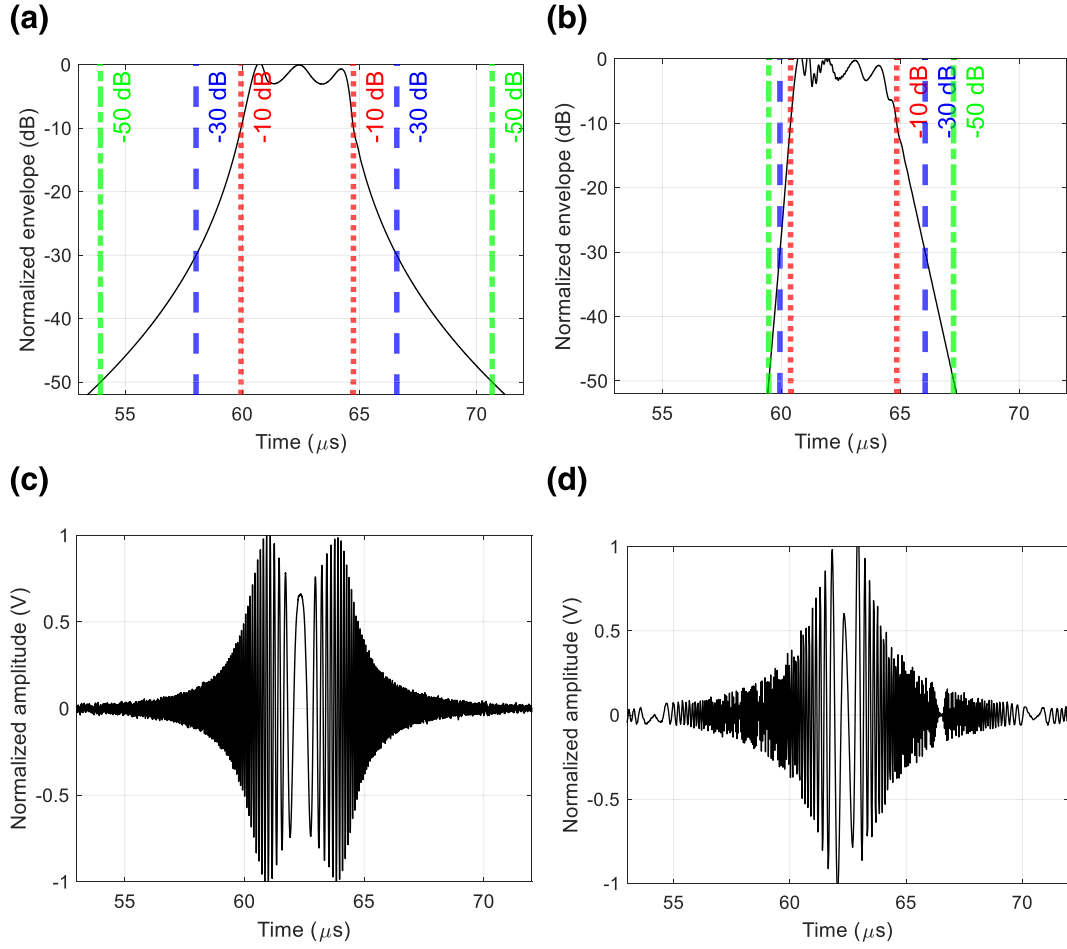 (a)
0
-10
-20
-30
-40
-50
Normalized envelope (dB)
-50 dB
-30 dB
-10 dB
-10 dB
-30 dB
-50 dB
55
60
65
70
Time (μs)
(b)
0
-10
-20
-30
-40
-50
Normalized envelope (dB)
-10 dB
-30 dB
-50 dB
55
60
65
70
Time (μs)
(c)
1
0.5
0
-0.5
-1
Normalized amplitude (V)
55
60
65
70
Time (μs)
(d)
1
0.5
0
-0.5
-1
Normalized amplitude (V)
55
60
65
70
Time (μs)